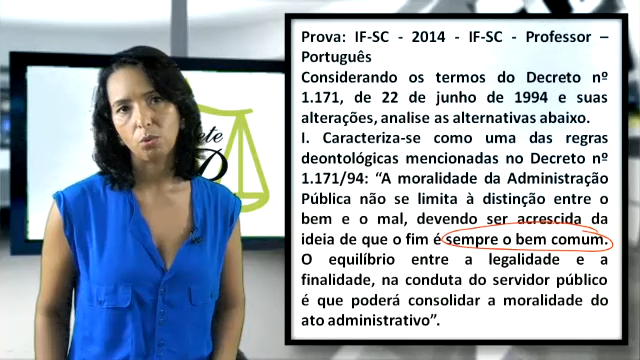 Prova: IF-SC - 2014 - IF-SC - Professor –
Português
Considerando os termos do Decreto nº
1.171, de 22 de junho de 1994 e suas
alterações, analise as alternativas abaixo.
I. Caracteriza-se como uma das regras
deontológicas mencionadas no Decreto nº
1.171/94: “A moralidade da Administração
Pública não se limita à distinção entre o
bem e o mal, devendo ser acrescida da
ideia de que o fim é sempre o bem comum.
O equilíbrio entre a legalidade e a
finalidade, na conduta do servidor público
é que poderá consolidar a moralidade do
ato administrativo”.